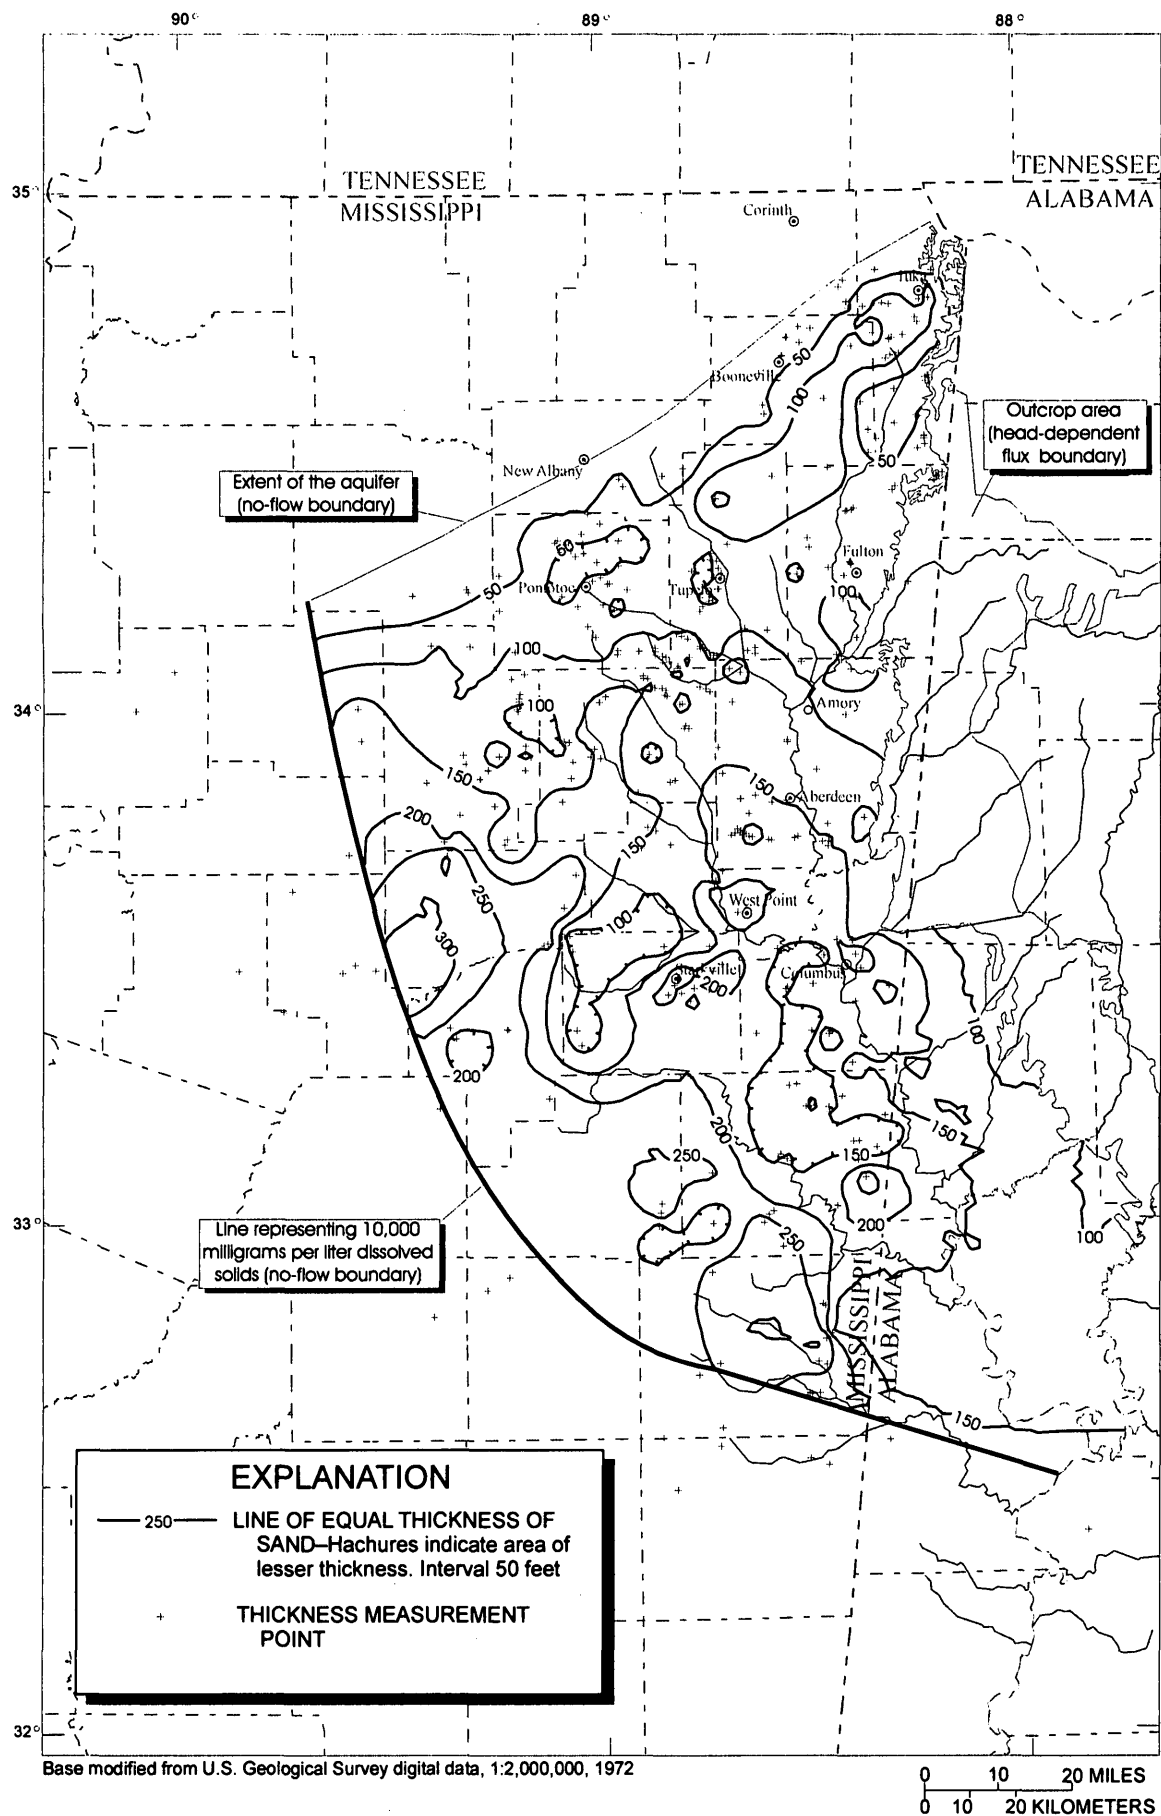 90°
89°
88°
35°
TENNESSEE
MISSISSIPPI
TENNESSEE
ALABAMA
Corinth
Iuka
50
Booneville
100
Outcrop area
(head-dependent
flux boundary)
50
New Albany
Extent of the aquifer
(no-flow boundary)
50
Fulton
Pontotoc
Tupelo
50
100
100
34°
100
Amory
150
150
Aberdeen
200
150
250
West Point
100
300
Starkville
Columbus
200
100
200
200
150
250
150
33°
200
100
Line representing 10,000
milligrams per liter dissolved
solids (no-flow boundary)
250
MISSISSIPPI
ALABAMA
150
EXPLANATION
250 LINE OF EQUAL THICKNESS OF
SAND–Hachures indicate area of
lesser thickness. Interval 50 feet
THICKNESS MEASUREMENT
POINT
32°
Base modified from U.S. Geological Survey digital data, 1:2,000,000, 1972
0 10 20 MILES
0 10 20 KILOMETERS